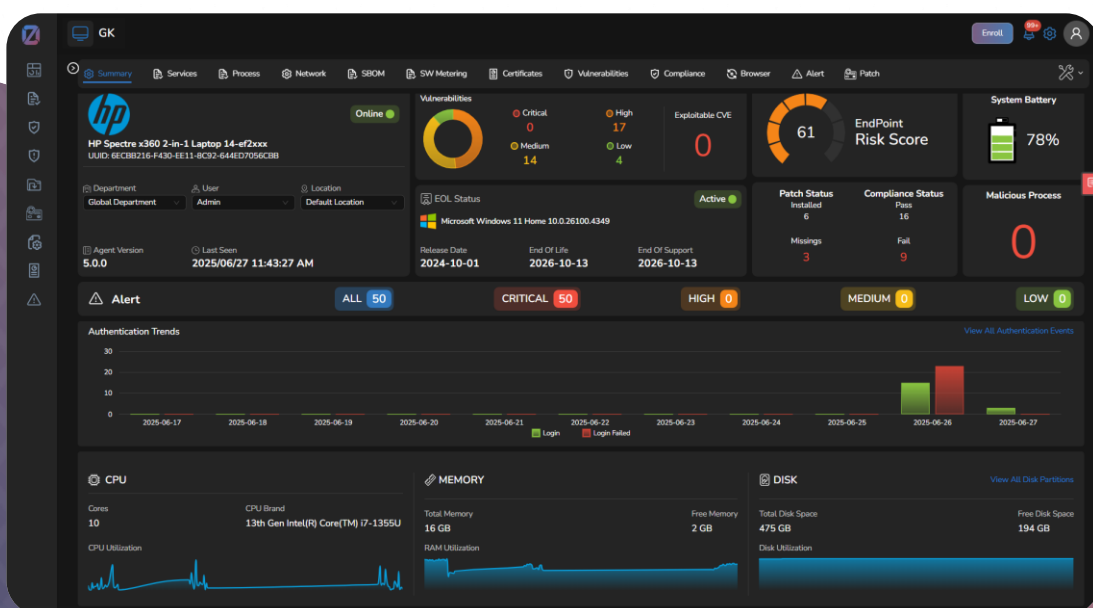 GK
Enroll
99+
Summary Services Process Network SBOM SW Metering Certificates Vulnerabilities Compliance Browser Alert Patch
hp
Online
HP Spectre x360 2-in-1 Laptop 14-ef2xxx
UUID: 6ECBB216-F430-EE11-8C92-644ED7056CBB
Department User Location
Global Department Admin Default Location
Agent Version Last Seen
5.0.0 2025/06/27 11:43:27 AM
Vulnerabilities
Critical High
0 17
Medium Low
14 4
Exploitable CVE
0
EOL Status Active
Microsoft Windows 11 Home 10.0.26100.4349
Release Date End Of Life End Of Support
2024-10-01 2026-10-13 2026-10-13
61
EndPoint
Risk Score
System Battery
78%
Patch Status Compliance Status
Installed Pass
6 16
Missings Fail
3 9
Malicious Process
0
Alert ALL 50 CRITICAL 50 HIGH 0 MEDIUM 0 LOW 0
Authentication Trends View All Authentication Events
30
20
10
0
2025-06-17 2025-06-18 2025-06-19 2025-06-20 2025-06-21 2025-06-22 2025-06-23 2025-06-24 2025-06-25 2025-06-26 2025-06-27
Login Login Failed
CPU
Cores CPU Brand
10 13th Gen Intel(R) Core(TM) i7-1355U
CPU Utilization
MEMORY
Total Memory Free Memory
16 GB 2 GB
RAM Utilization
DISK View All Disk Partitions
Total Disk Space Free Disk Space
475 GB 194 GB
Disk Utilization